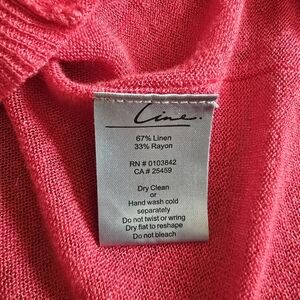 Line.
67% Linen
33% Rayon
RN # 0103842
CA # 25459
Dry Clean
or
Hand wash cold
separately
Do not twist or wring
Dry flat to reshape
Do not bleach